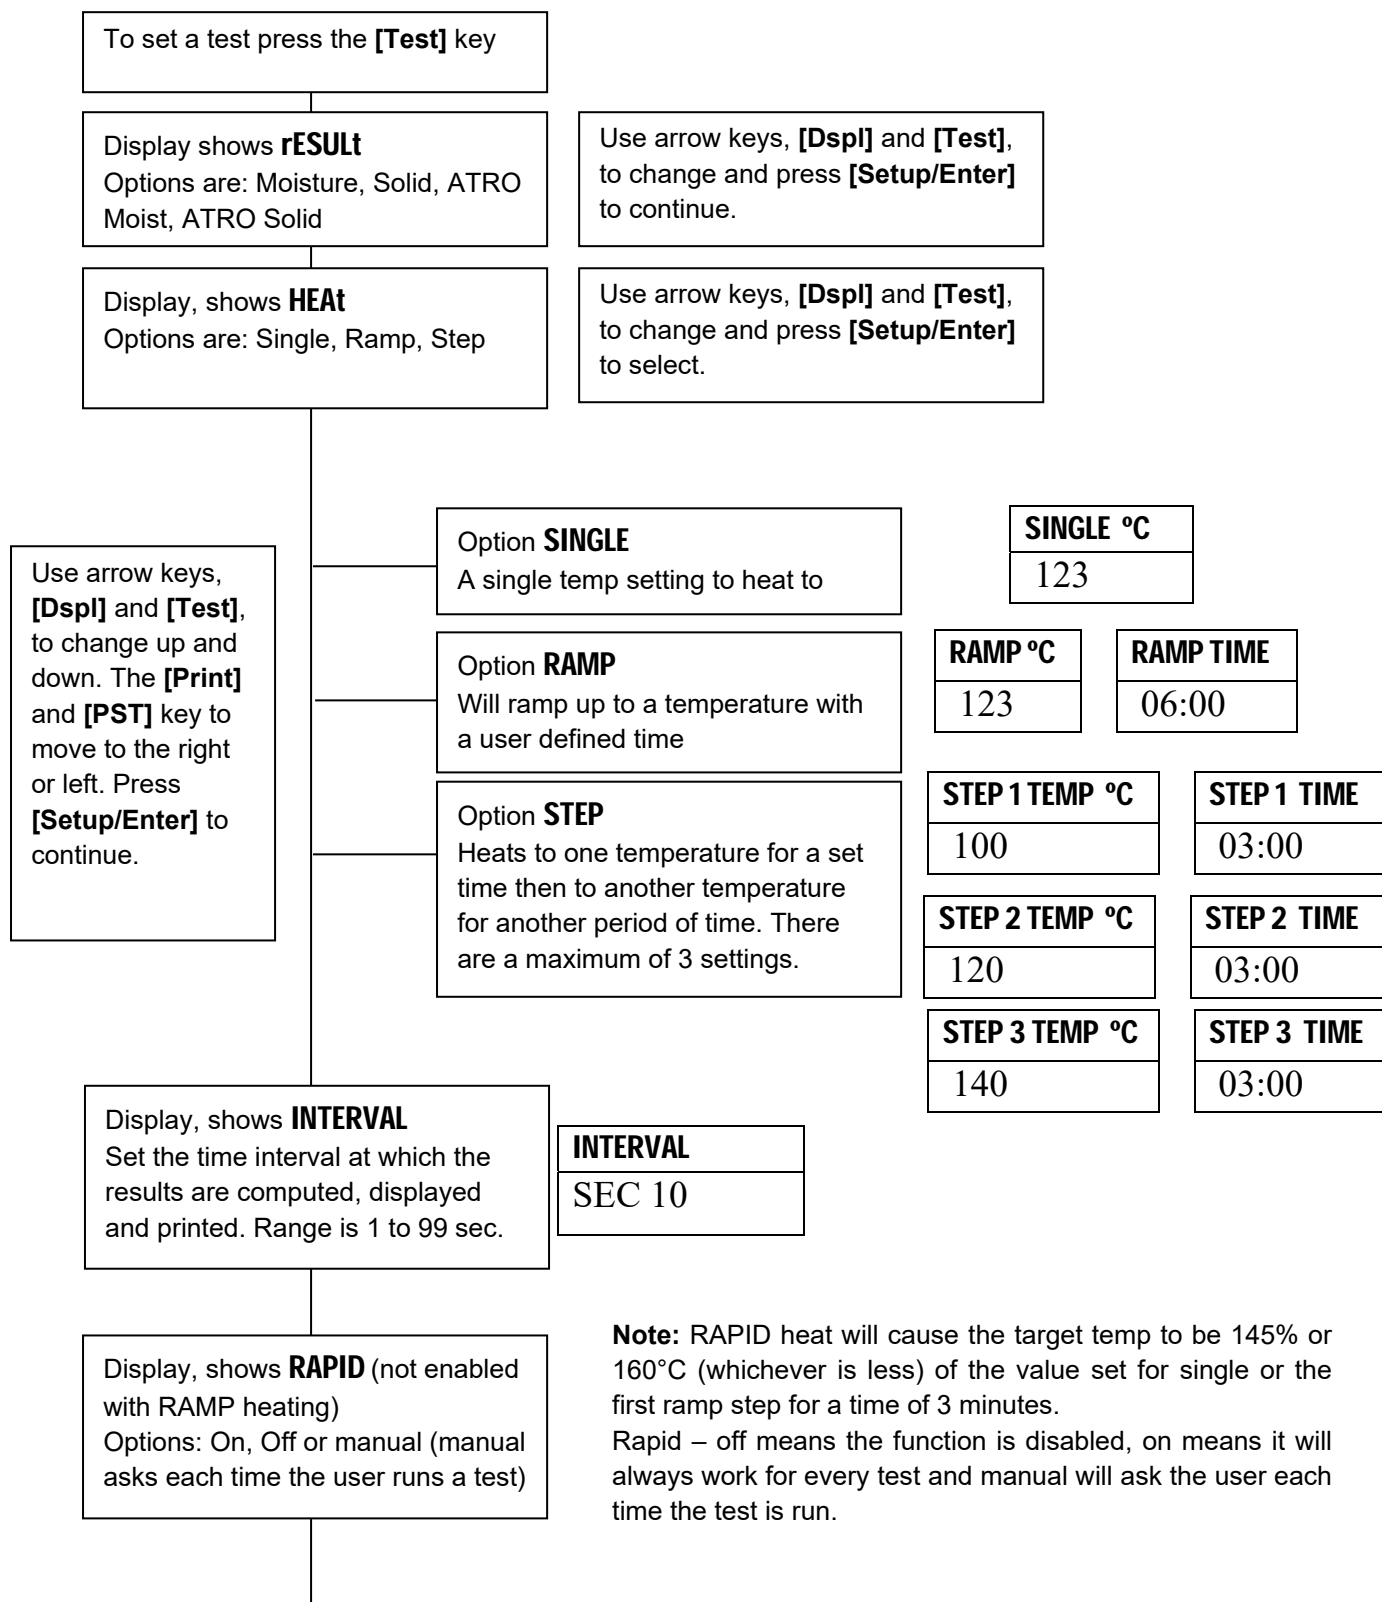 To set a test press the [Test] key
Display shows rESULt
Options are: Moisture, Solid, ATRO
Moist, ATRO Solid
Use arrow keys, [Dspl] and [Test],
to change and press [Setup/Enter]
to continue.
Display, shows HEAt
Options are: Single, Ramp, Step
Use arrow keys, [Dspl] and [Test],
to change and press [Setup/Enter]
to select.
Use arrow keys,
[Dspl] and [Test],
to change up and
down. The [Print]
and [PST] key to
move to the right
or left. Press
[Setup/Enter] to
continue.
Option SINGLE
A single temp setting to heat to
SINGLE ºC
123
Option RAMP
Will ramp up to a temperature with
a user defined time
RAMP ºC
123
RAMP TIME
06:00
Option STEP
Heats to one temperature for a set
time then to another temperature
for another period of time. There
are a maximum of 3 settings.
STEP 1 TEMP ºC
100
STEP 1 TIME
03:00
STEP 2 TEMP ºC
120
STEP 2 TIME
03:00
STEP 3 TEMP ºC
140
STEP 3 TIME
03:00
Display, shows INTERVAL
Set the time interval at which the
results are computed, displayed
and printed. Range is 1 to 99 sec.
INTERVAL
SEC 10
Display, shows RAPID (not enabled
with RAMP heating)
Options: On, Off or manual (manual
asks each time the user runs a test)
Note: RAPID heat will cause the target temp to be 145% or
160°C (whichever is less) of the value set for single or the
first ramp step for a time of 3 minutes.
Rapid – off means the function is disabled, on means it will
always work for every test and manual will ask the user each
time the test is run.